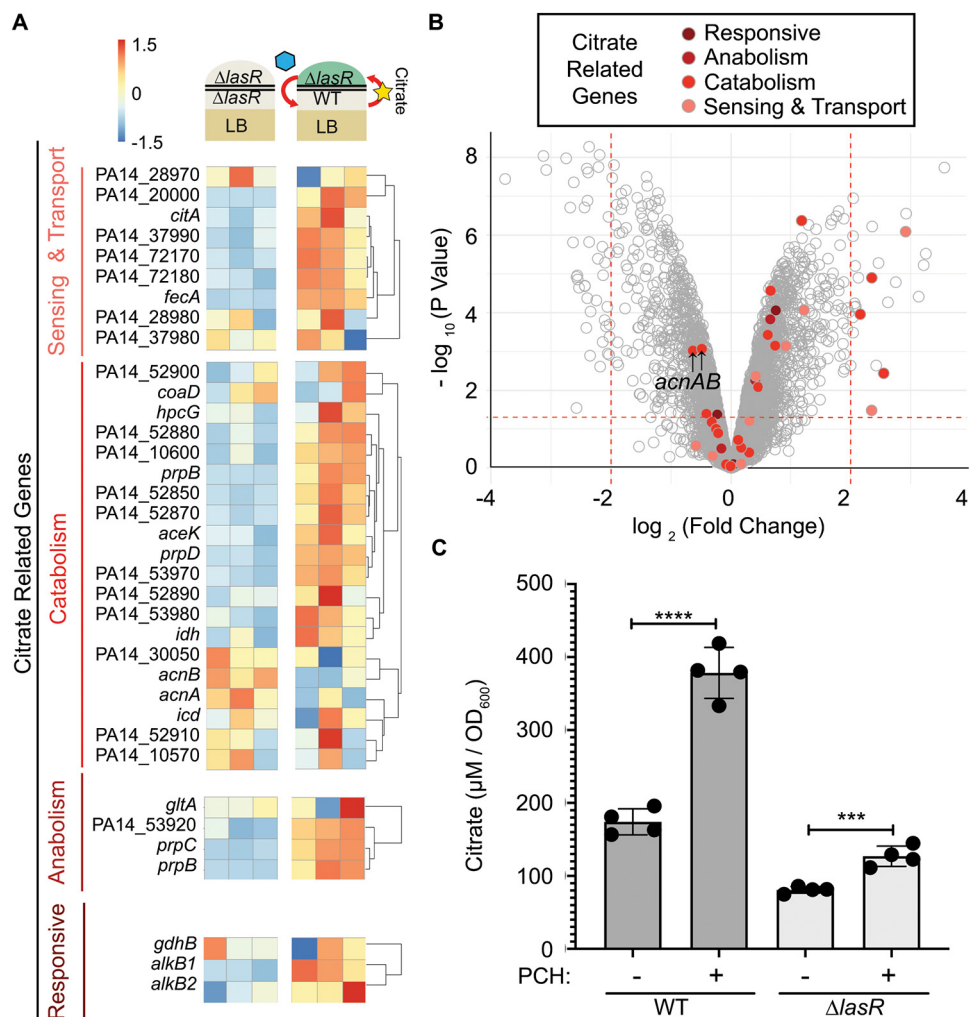 A
1.5
0
-1.5
ΔlasR
ΔlasR
LB
ΔlasR
WT
LB
Citrate
Citrate Related Genes
Sensing & Transport
PA14_28970
PA14_20000
citA
PA14_37990
PA14_72170
PA14_72180
fecA
PA14_28980
PA14_37980
Catabolism
PA14_52900
coaD
hpcG
PA14_52880
PA14_10600
prpB
PA14_52850
PA14_52870
aceK
prpD
PA14_53970
PA14_52890
PA14_53980
idh
PA14_30050
acnB
acnA
icd
PA14_52910
PA14_10570
Anabolism
gltA
PA14_53920
prpC
prpB
Responsive
gdhB
alkB1
alkB2
B
Citrate
Related
Genes
Responsive
Anabolism
Catabolism
Sensing & Transport
- log 10 (P Value)
8
6
4
2
0
acnAB
-4
-2
0
2
4
log 2 (Fold Change)
C
Citrate (µM / OD600)
500
400
300
200
100
0
****
***
PCH:
-
+
-
+
WT
ΔlasR